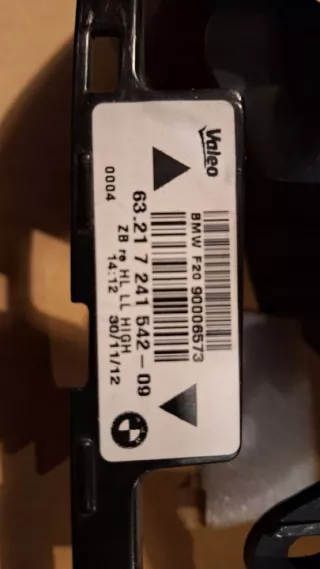 Valeo
BMW F20 90006573
63.21 7 241 542-09
ZB re HL LL HIGH
0004 14:12 30/11/12